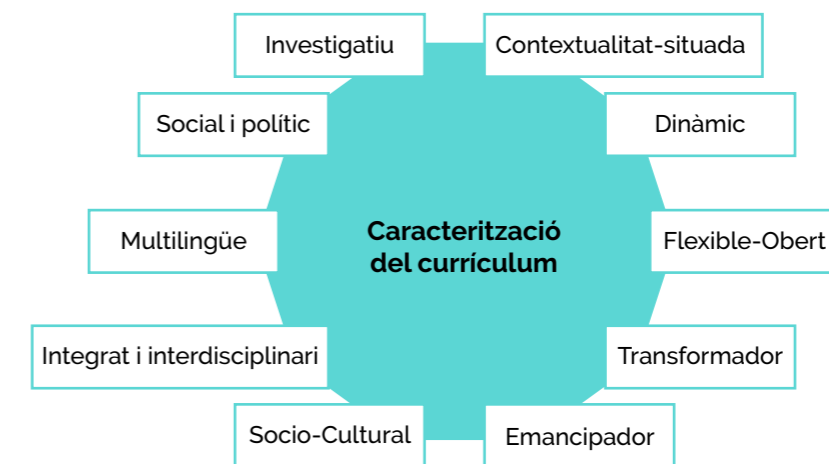 Investigatiu
Contextualitat-situada
Social i polític
Dinàmic
Multilingüe
Caracterització
del currículum
Flexible-Obert
Integrat i interdisciplinari
Transformador
Socio-Cultural
Emancipador